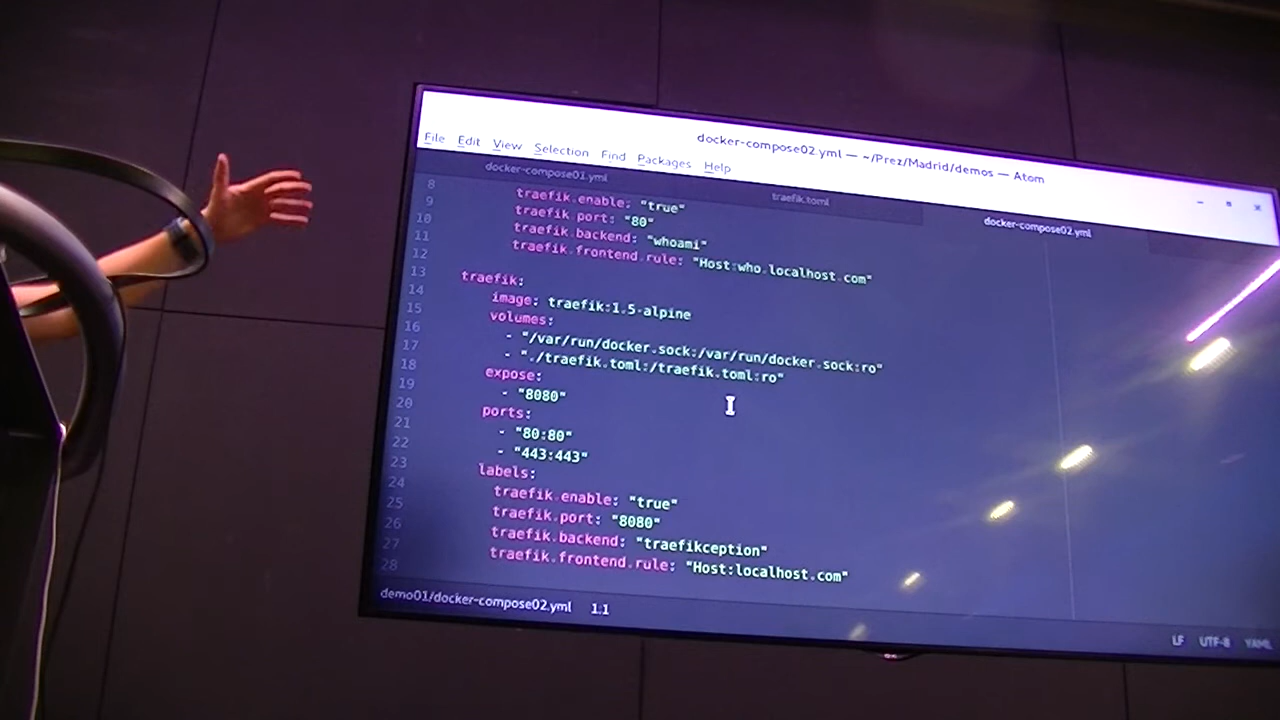 docker-compose02.yml — ~/Prez/Madrid/demos — Atom
File Edit View Selection Find Packages Help
docker-compose01.yml traefik.toml docker-compose02.yml
8 traefik.enable: "true"
9 traefik.port: "80"
10 traefik.backend: "whoami"
11 traefik.frontend.rule: "Host:who.localhost.com"
12
13 traefik:
14 image: traefik:1.5-alpine
15 volumes:
16 - "/var/run/docker.sock:/var/run/docker.sock:ro"
17 - "./traefik.toml:/traefik.toml:ro"
18 expose:
19 - "8080"
20 ports:
21 - "80:80"
22 - "443:443"
23 labels:
24 traefik.enable: "true"
25 traefik.port: "8080"
26 traefik.backend: "traefikception"
27 traefik.frontend.rule: "Host:localhost.com"
28
demo01/docker-compose02.yml 1:1 LF UTF-8 YAML